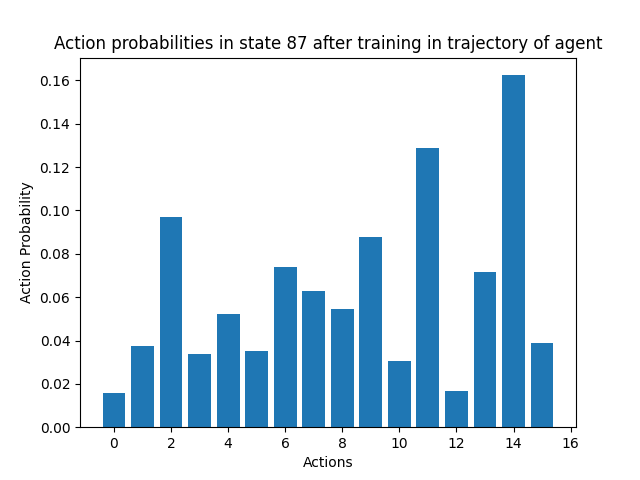 Action probabilities in state 87 after training in trajectory of agent
0.16
0.14
0.12
0.10
0.08
0.06
0.04
0.02
0.00
Action Probability
0 2 4 6 8 10 12 14 16
Actions